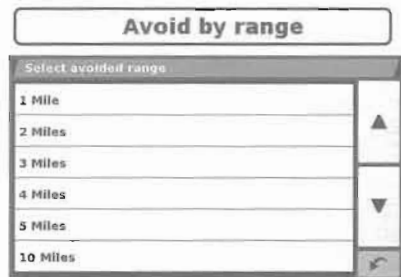 Avoid by range
Select avoided range
1 Mile
2 Miles
3 Miles
4 Miles
5 Miles
10 Miles